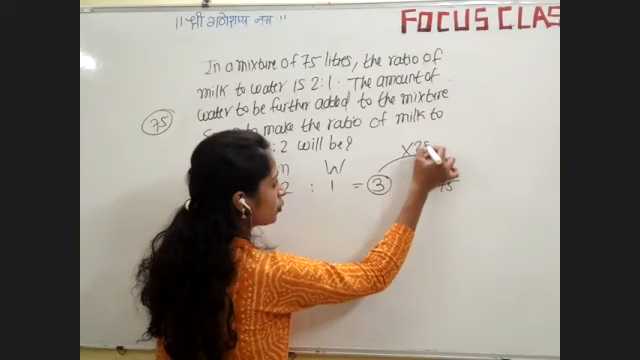 ॥ श्री गणेशाय नमः ॥
FOCUS CLAS
In a mixture of 75 litres, the ratio of
milk to water is 2:1. The amount of
water to be further added to the mixture
75
to make the ratio of milk to
: 2 will be?
m W
2 : 1 = 3
X25
75